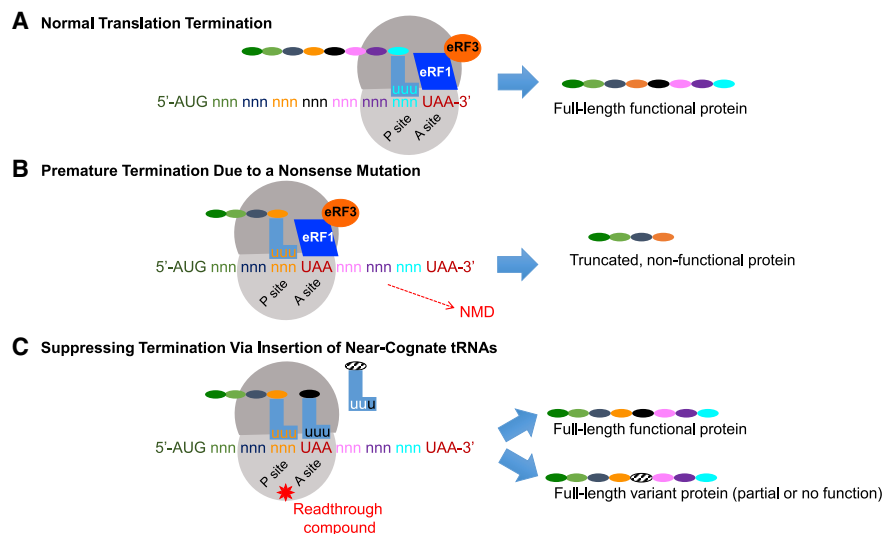 A Normal Translation Termination
eRF3
eRF1
uuu
5'-AUG nnn nnn nnn nnn nnn nnn nnn UAA-3'
P site
A site
Full-length functional protein
B Premature Termination Due to a Nonsense Mutation
eRF3
eRF1
uuu
5'-AUG nnn nnn nnn UAA nnn nnn nnn UAA-3'
P site
A site
NMD
Truncated, non-functional protein
C Suppressing Termination Via Insertion of Near-Cognate tRNAs
uuu
uuu
uuu
5'-AUG nnn nnn nnn UAA nnn nnn nnn UAA-3'
P site
A site
Readthrough
compound
Full-length functional protein
Full-length variant protein (partial or no function)